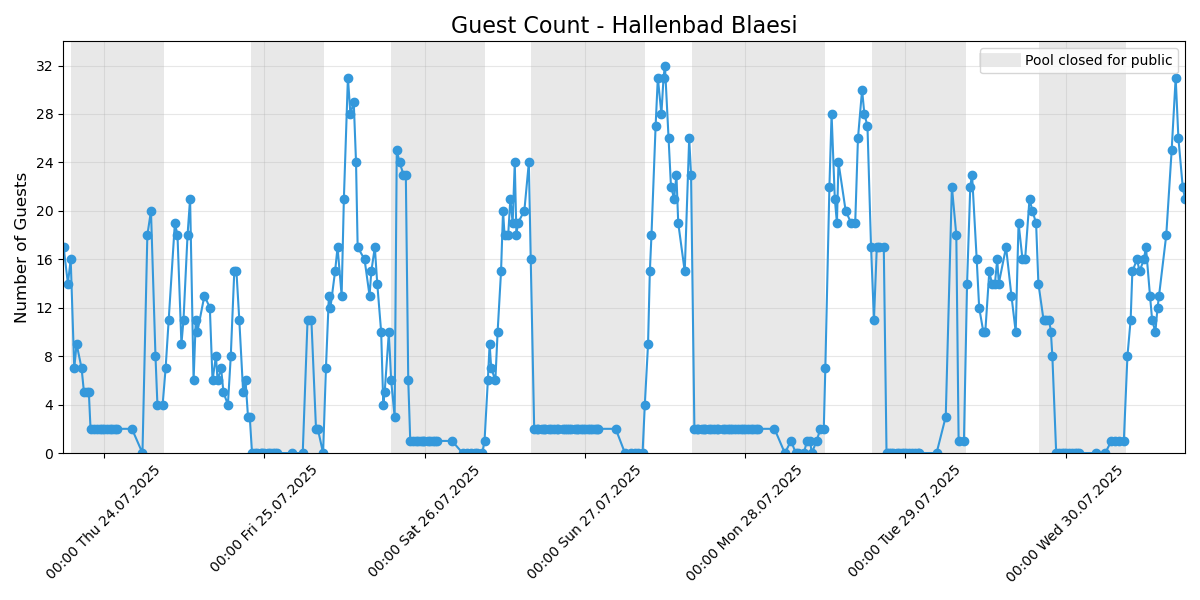 Guest Count - Hallenbad Blaesi
Pool closed for public
Number of Guests
32
28
24
20
16
12
8
4
0
00:00 Thu 24.07.2025
00:00 Fri 25.07.2025
00:00 Sat 26.07.2025
00:00 Sun 27.07.2025
00:00 Mon 28.07.2025
00:00 Tue 29.07.2025
00:00 Wed 30.07.2025